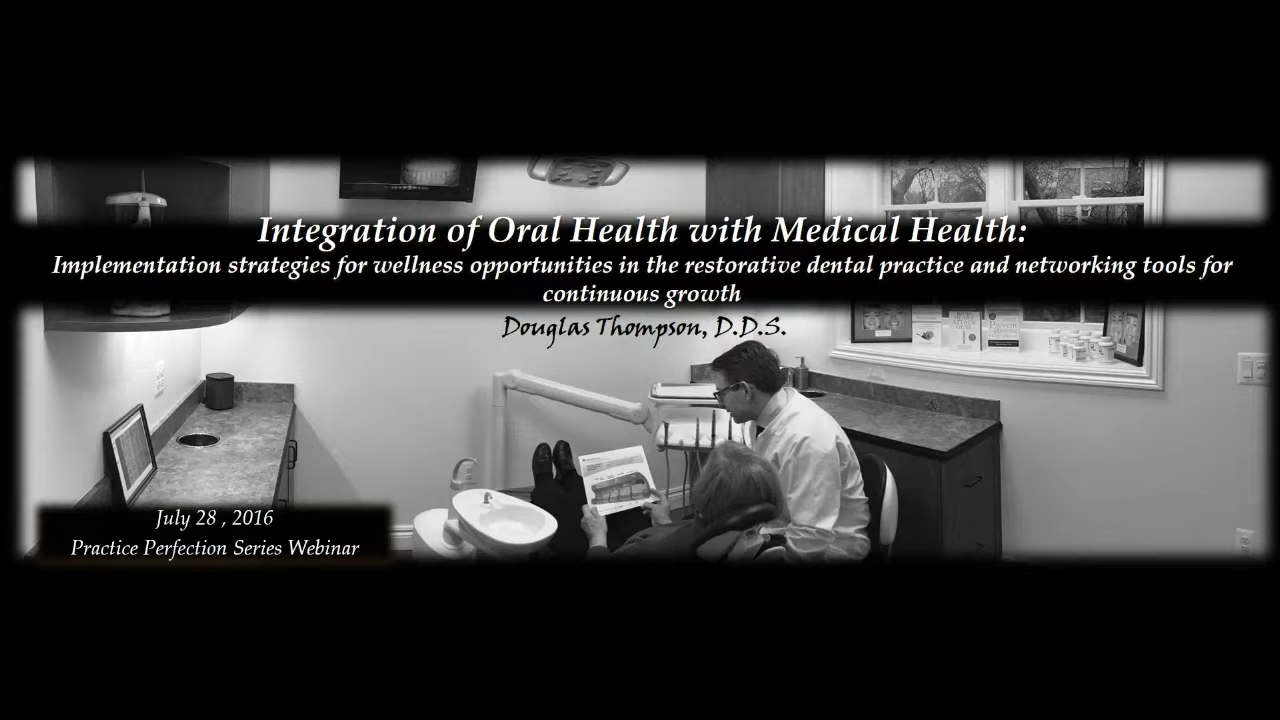 Integration of Oral Health with Medical Health:
Implementation strategies for wellness opportunities in the restorative dental practice and networking tools for
continuous growth
Douglas Thompson, D.D.S.
July 28 , 2016
Practice Perfection Series Webinar